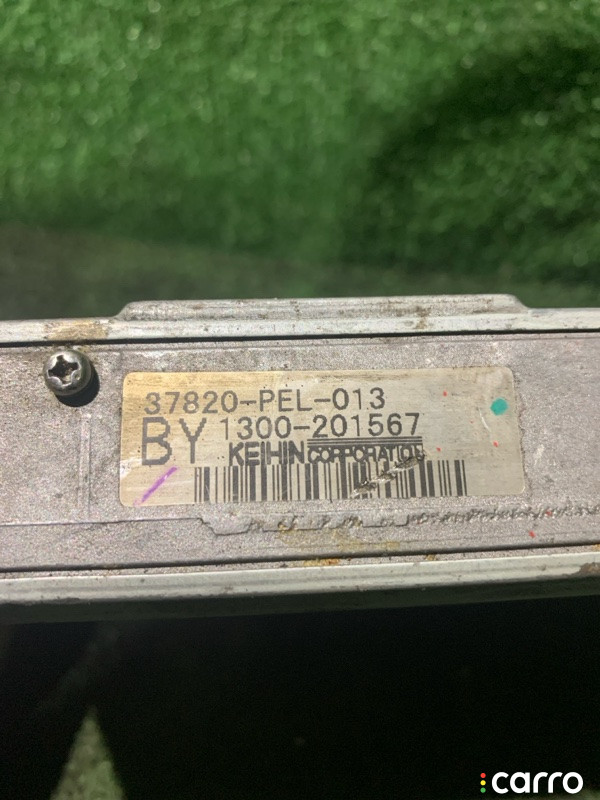 37820-PEL-013
BY 1300-201567
KEIHIN CORPORATION
carro